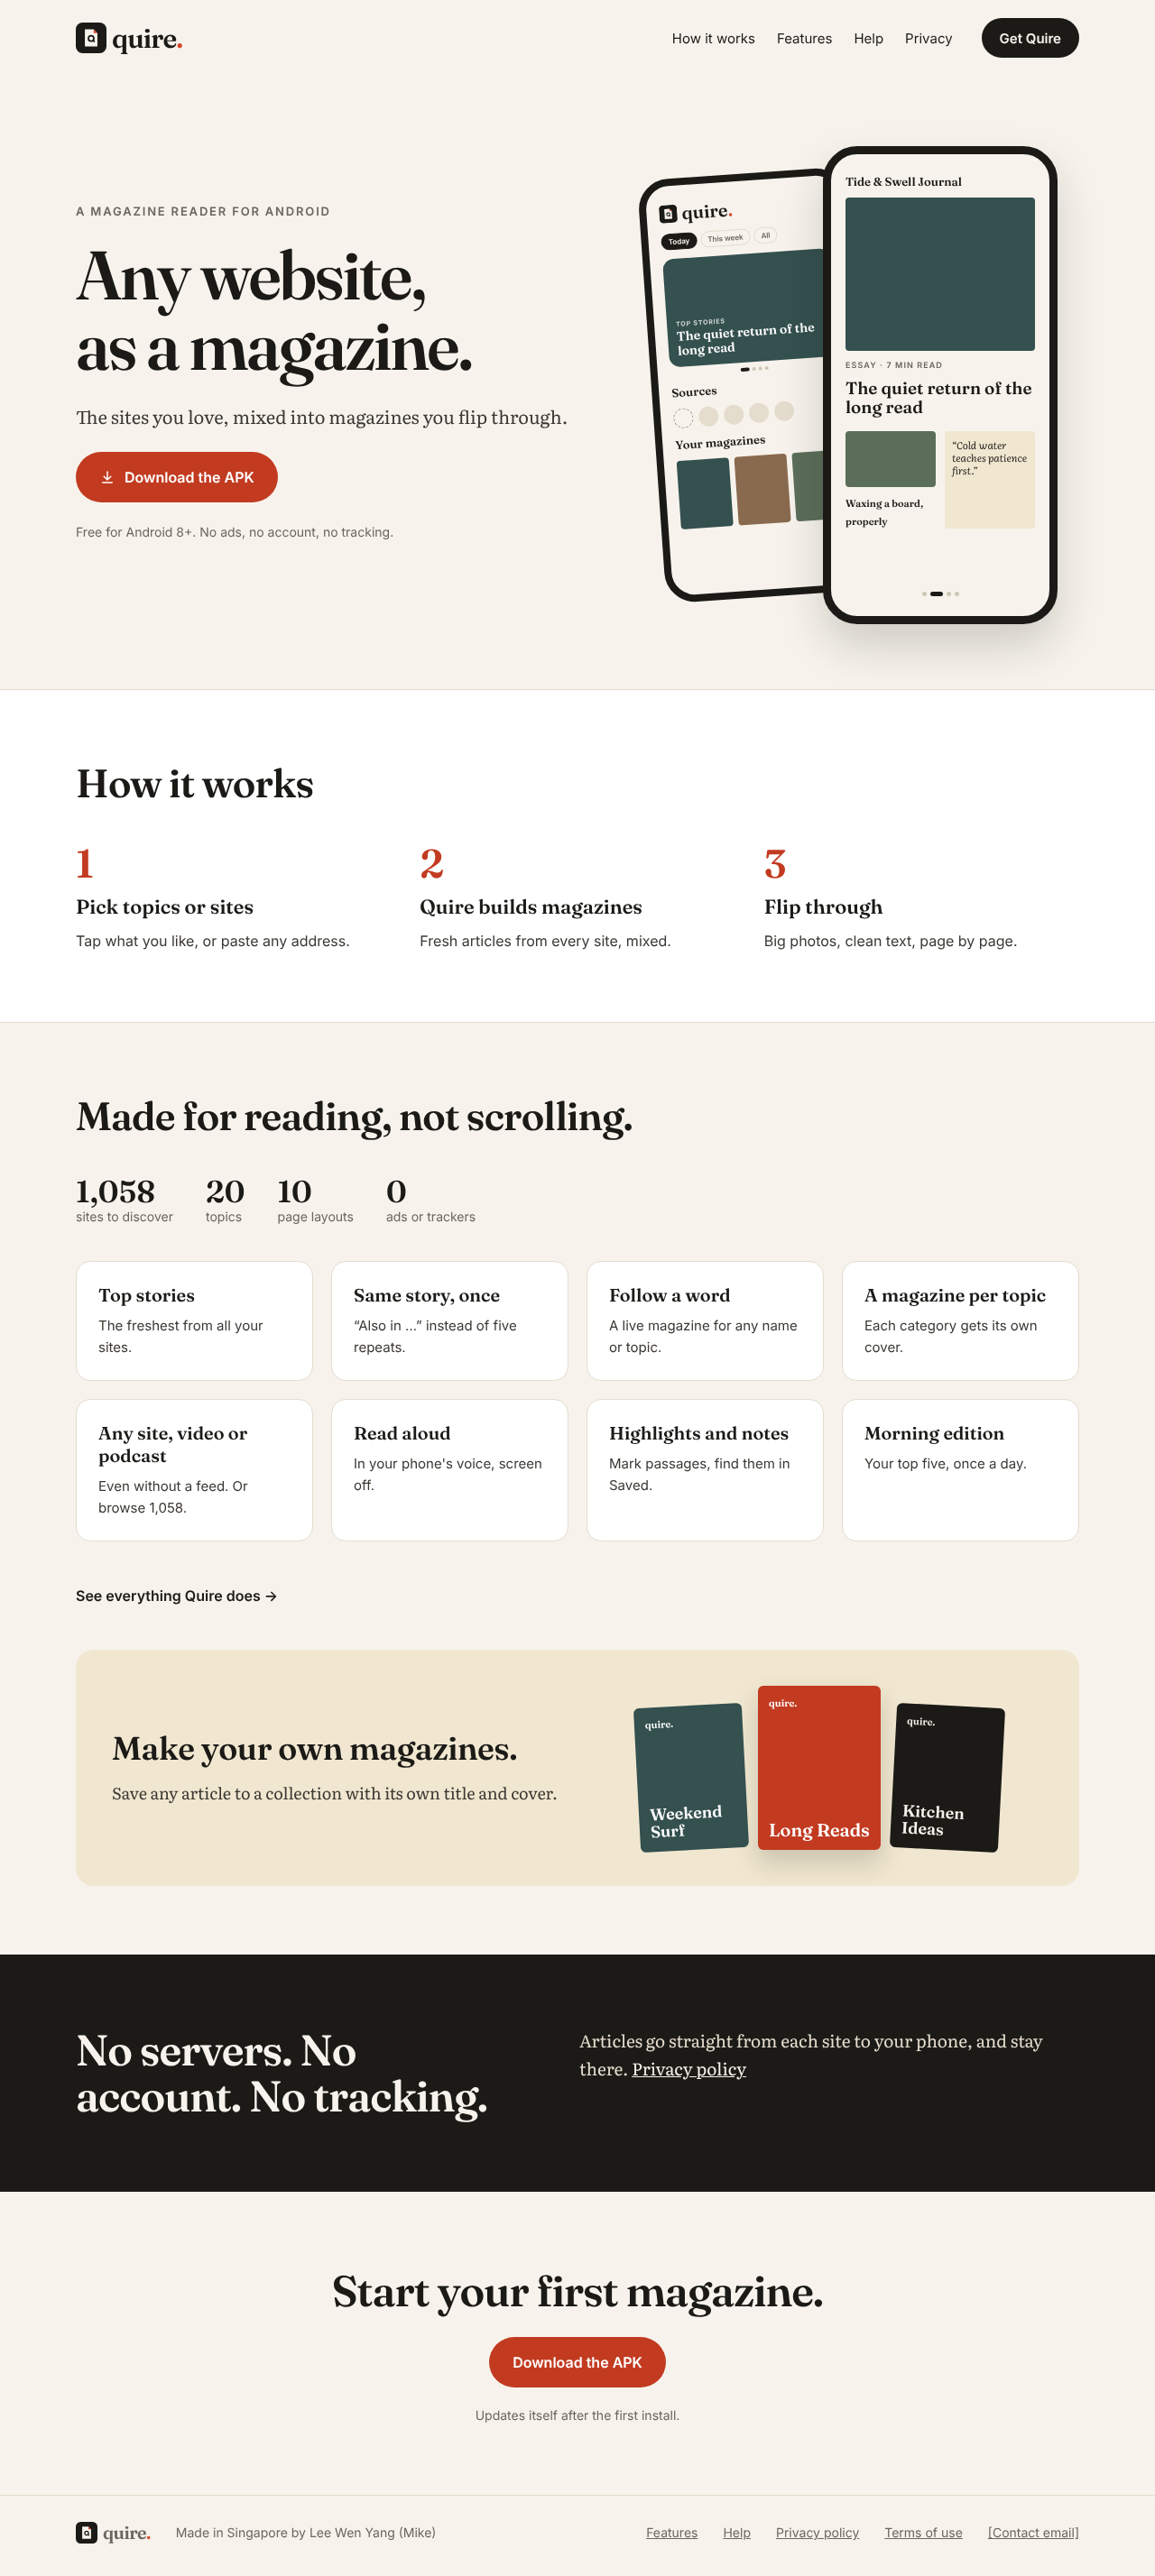 quire.
How it works
Features
Help
Privacy
Get Quire
A MAGAZINE READER FOR ANDROID
Any website,
as a magazine.
The sites you love, mixed into magazines you flip through.
Download the APK
Free for Android 8+. No ads, no account, no tracking.
quire.
Today
This week
All
TOP STORIES
The quiet return of the
long read
Sources
Your magazines
Tide & Swell Journal
ESSAY · 7 MIN READ
The quiet return of the
long read
Waxing a board,
properly
“Cold water
teaches patience
first.”
How it works
1
Pick topics or sites
Tap what you like, or paste any address.
2
Quire builds magazines
Fresh articles from every site, mixed.
3
Flip through
Big photos, clean text, page by page.
Made for reading, not scrolling.
1,058
sites to discover
20
topics
10
page layouts
0
ads or trackers
Top stories
The freshest from all your
sites.
Same story, once
“Also in …” instead of five
repeats.
Follow a word
A live magazine for any name
or topic.
A magazine per topic
Each category gets its own
cover.
Any site, video or
podcast
Even without a feed. Or
browse 1,058.
Read aloud
In your phone's voice, screen
off.
Highlights and notes
Mark passages, find them in
Saved.
Morning edition
Your top five, once a day.
See everything Quire does →
Make your own magazines.
Save any article to a collection with its own title and cover.
quire.
Weekend
Surf
quire.
Long Reads
quire.
Kitchen
Ideas
No servers. No
account. No tracking.
Articles go straight from each site to your phone, and stay
there. Privacy policy
Start your first magazine.
Download the APK
Updates itself after the first install.
quire.
Made in Singapore by Lee Wen Yang (Mike)
Features
Help
Privacy policy
Terms of use
[Contact email]